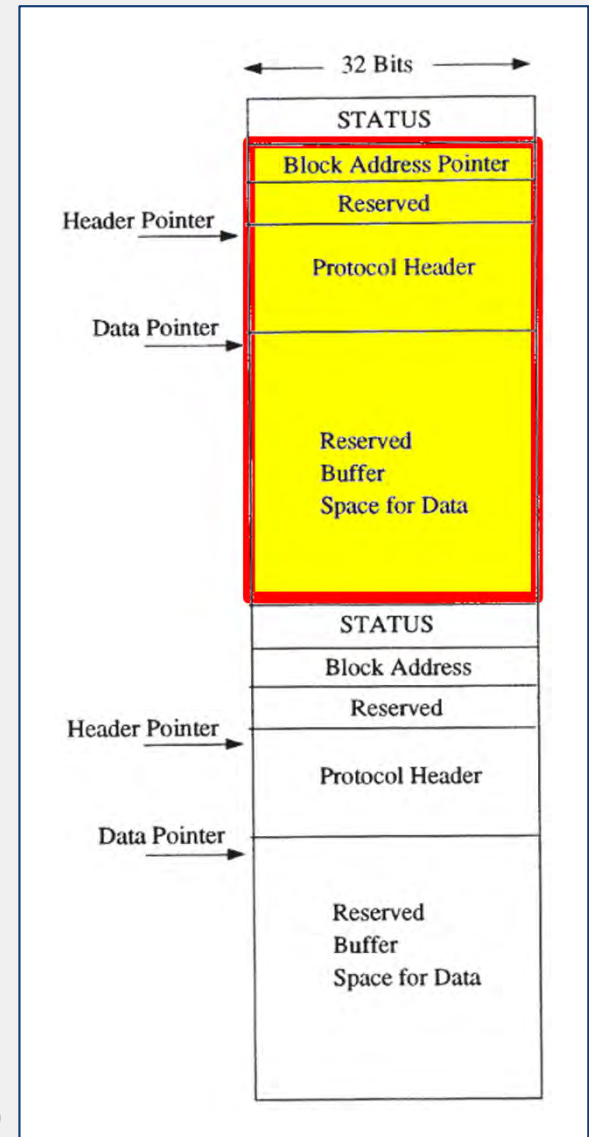 32 Bits
STATUS
Block Address Pointer
Reserved
Header Pointer
Protocol Header
Data Pointer
Reserved
Buffer
Space for Data
STATUS
Block Address
Reserved
Header Pointer
Protocol Header
Data Pointer
Reserved
Buffer
Space for Data